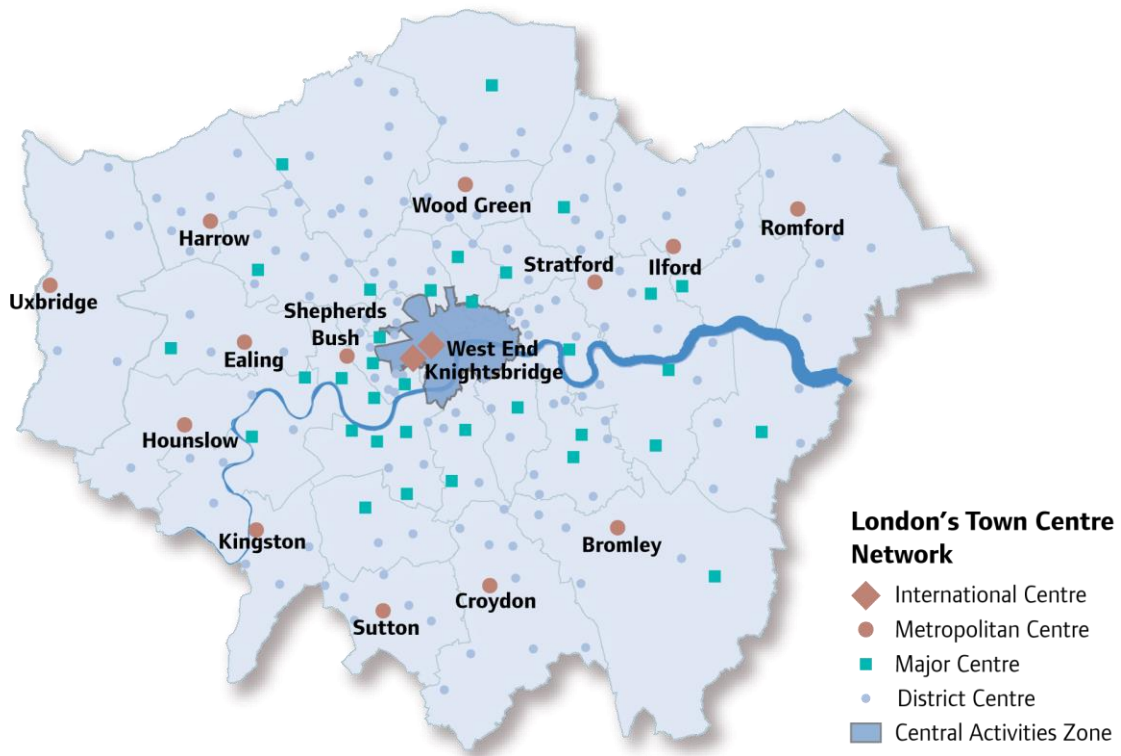 Wood Green
Romford
Harrow
Stratford
Ilford
Uxbridge
Shepherds
Bush
West End
Ealing
Knightsbridge
Hounslow
Kingston
Bromley
Croydon
Sutton
London's Town Centre
Network
International Centre
Metropolitan Centre
Major Centre
District Centre
Central Activities Zone